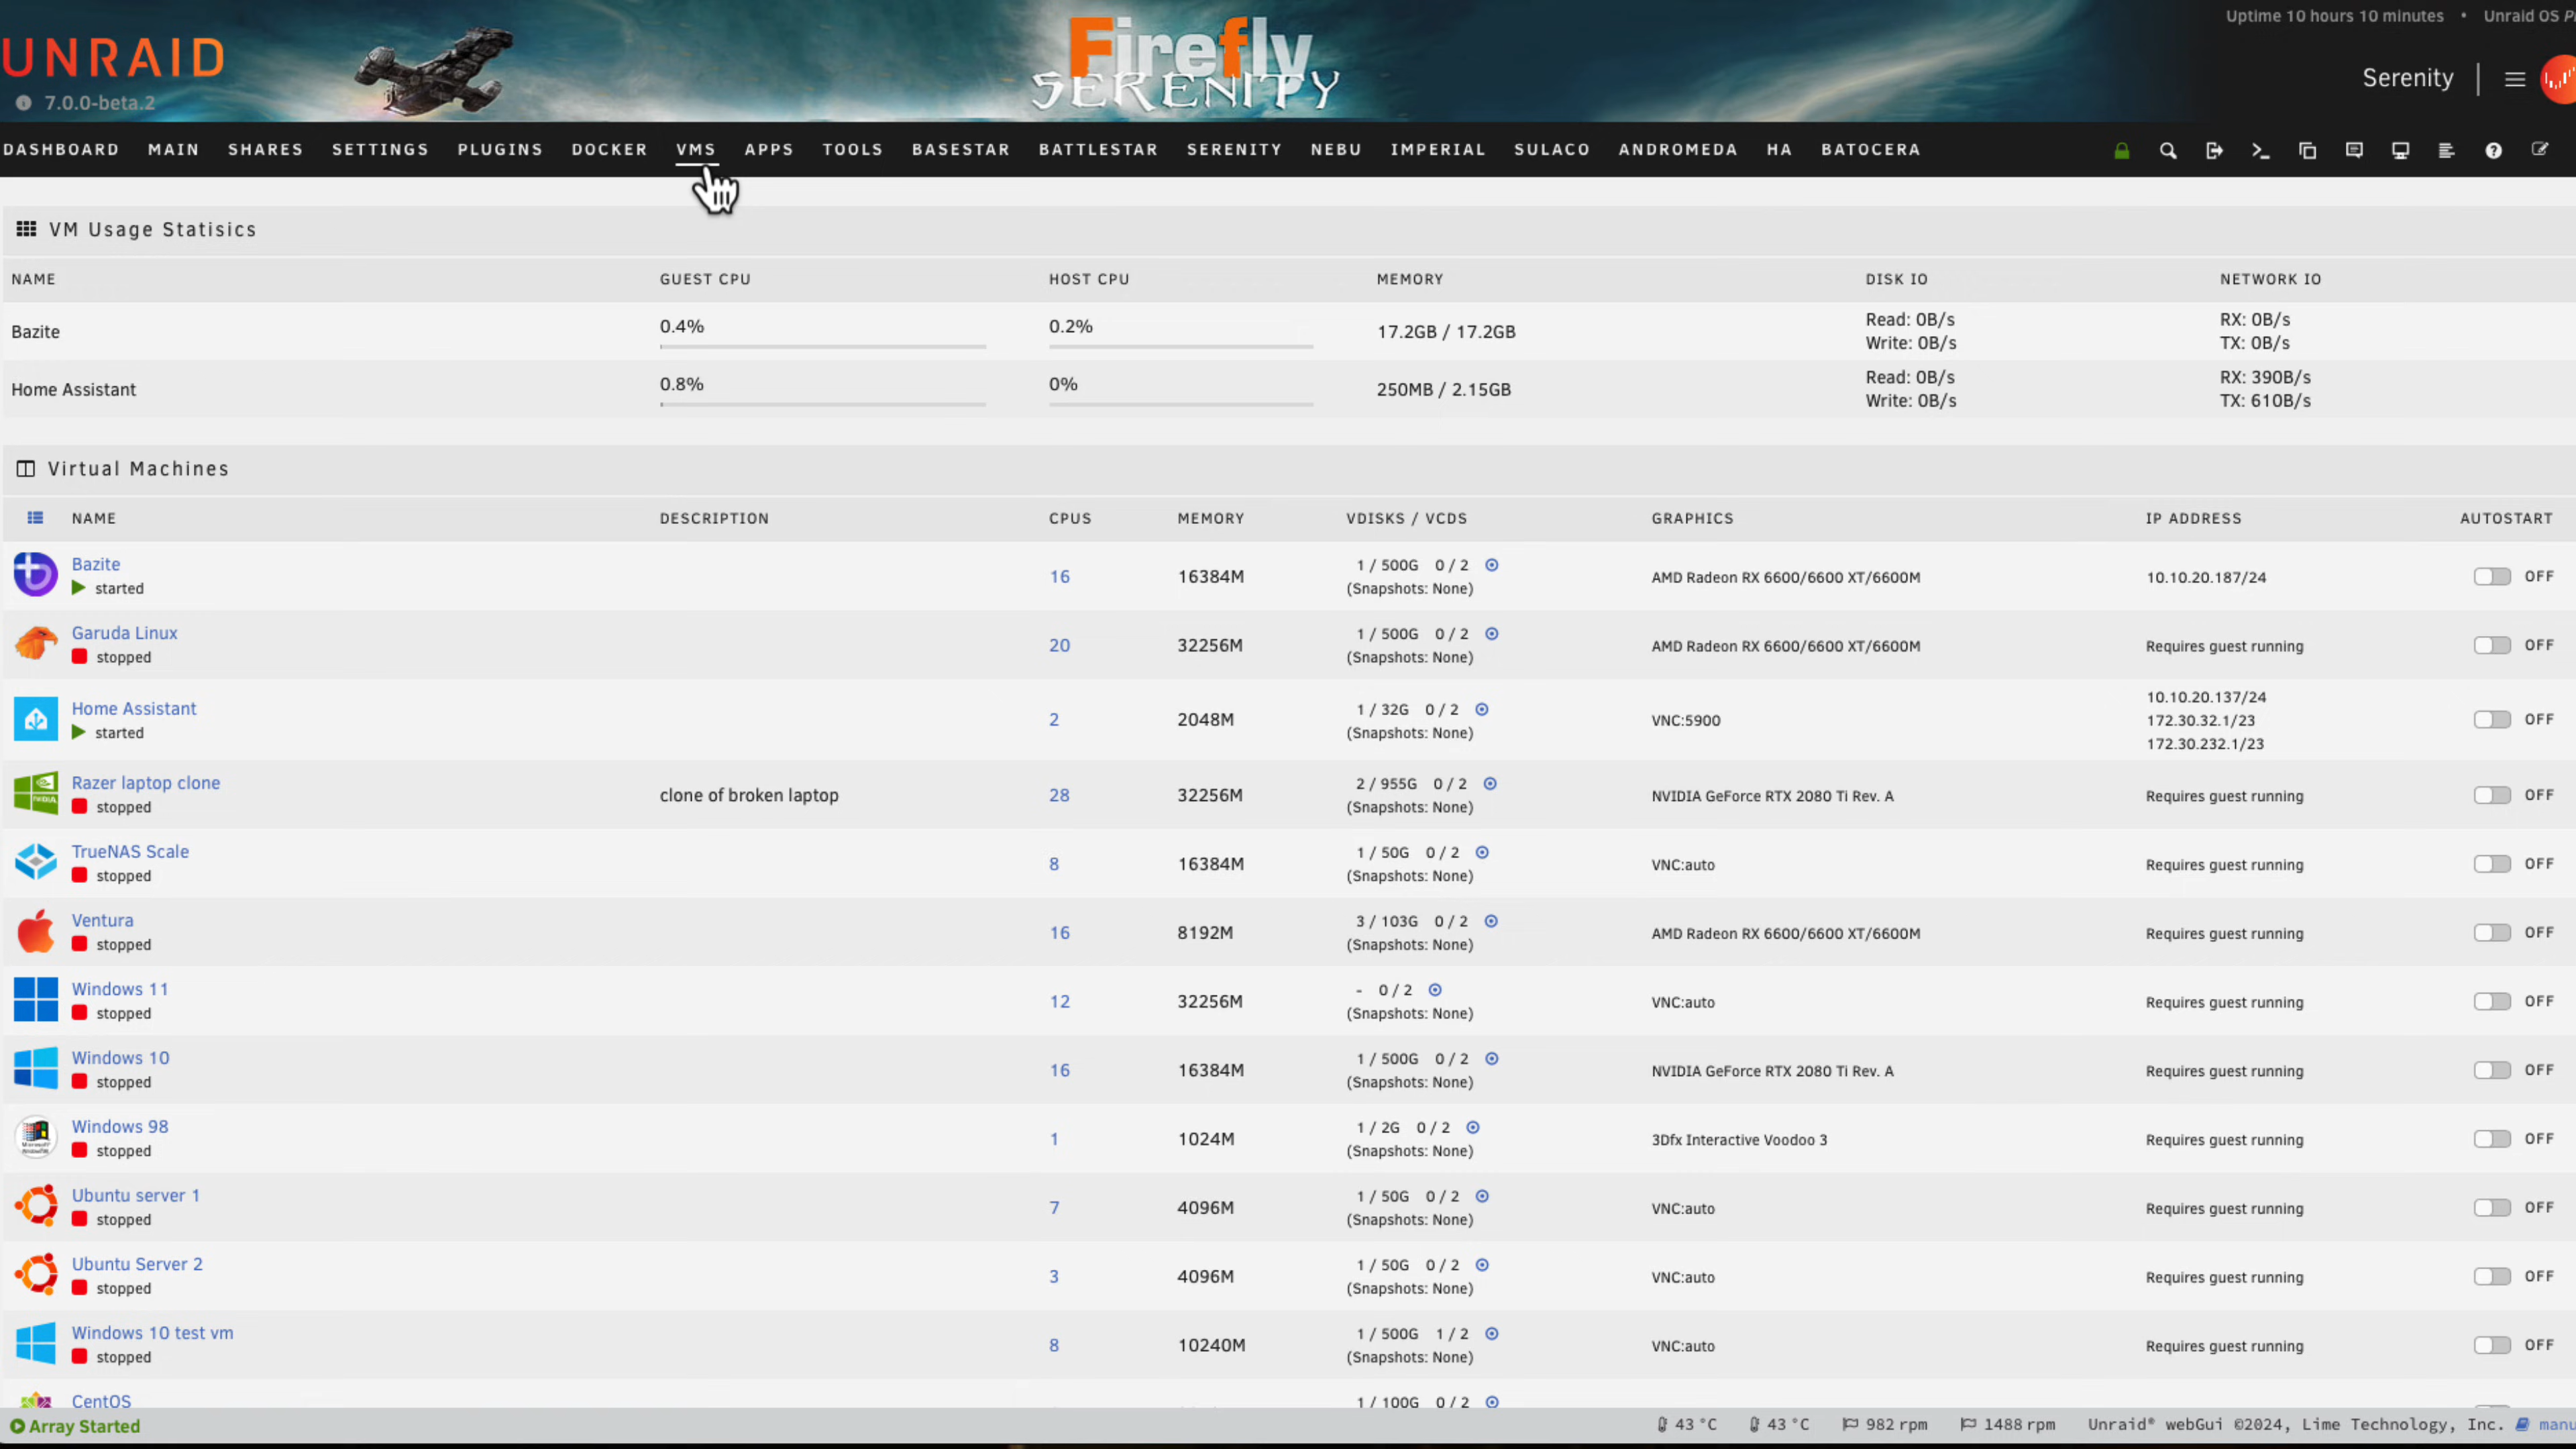 Uptime 10 hours 10 minutes • Unraid OS
UNRAID
7.0.0-beta.2
Firefly
SERENITY
Serenity
DASHBOARD MAIN SHARES SETTINGS PLUGINS DOCKER VMS APPS TOOLS BASESTAR BATTLESTAR SERENITY NEBU IMPERIAL SULACO ANDROMEDA HA BATOCERA
VM Usage Statisics
NAME GUEST CPU HOST CPU MEMORY DISK IO NETWORK IO
Bazite 0.4% 0.2% 17.2GB / 17.2GB Read: 0B/s RX: 0B/s
Write: 0B/s TX: 0B/s
Home Assistant 0.8% 0% 250MB / 2.15GB Read: 0B/s RX: 390B/s
Write: 0B/s TX: 610B/s
Virtual Machines
NAME DESCRIPTION CPUS MEMORY VDISKS / VCDS GRAPHICS IP ADDRESS AUTOSTART
Bazite 16 16384M 1 / 500G 0 / 2 AMD Radeon RX 6600/6600 XT/6600M 10.10.20.187/24 OFF
started (Snapshots: None)
Garuda Linux 20 32256M 1 / 500G 0 / 2 AMD Radeon RX 6600/6600 XT/6600M Requires guest running OFF
stopped (Snapshots: None)
10.10.20.137/24
Home Assistant 2 2048M 1 / 32G 0 / 2 VNC:5900 172.30.32.1/23 OFF
started (Snapshots: None) 172.30.232.1/23
Razer laptop clone clone of broken laptop 28 32256M 2 / 955G 0 / 2 NVIDIA GeForce RTX 2080 Ti Rev. A Requires guest running OFF
stopped (Snapshots: None)
TrueNAS Scale 8 16384M 1 / 50G 0 / 2 VNC:auto Requires guest running OFF
stopped (Snapshots: None)
Ventura 16 8192M 3 / 103G 0 / 2 AMD Radeon RX 6600/6600 XT/6600M Requires guest running OFF
stopped (Snapshots: None)
Windows 11 12 32256M - 0 / 2 VNC:auto Requires guest running OFF
stopped (Snapshots: None)
Windows 10 16 16384M 1 / 500G 0 / 2 NVIDIA GeForce RTX 2080 Ti Rev. A Requires guest running OFF
stopped (Snapshots: None)
Windows 98 1 1024M 1 / 2G 0 / 2 3Dfx Interactive Voodoo 3 Requires guest running OFF
stopped (Snapshots: None)
Ubuntu server 1 7 4096M 1 / 50G 0 / 2 VNC:auto Requires guest running OFF
stopped (Snapshots: None)
Ubuntu Server 2 3 4096M 1 / 50G 0 / 2 VNC:auto Requires guest running OFF
stopped (Snapshots: None)
Windows 10 test vm 8 10240M 1 / 500G 1 / 2 VNC:auto Requires guest running OFF
stopped (Snapshots: None)
CentOS 1 / 100G 0 / 2
Array Started 43 °C 43 °C 982 rpm 1488 rpm Unraid® webGui ©2024, Lime Technology, Inc. manu